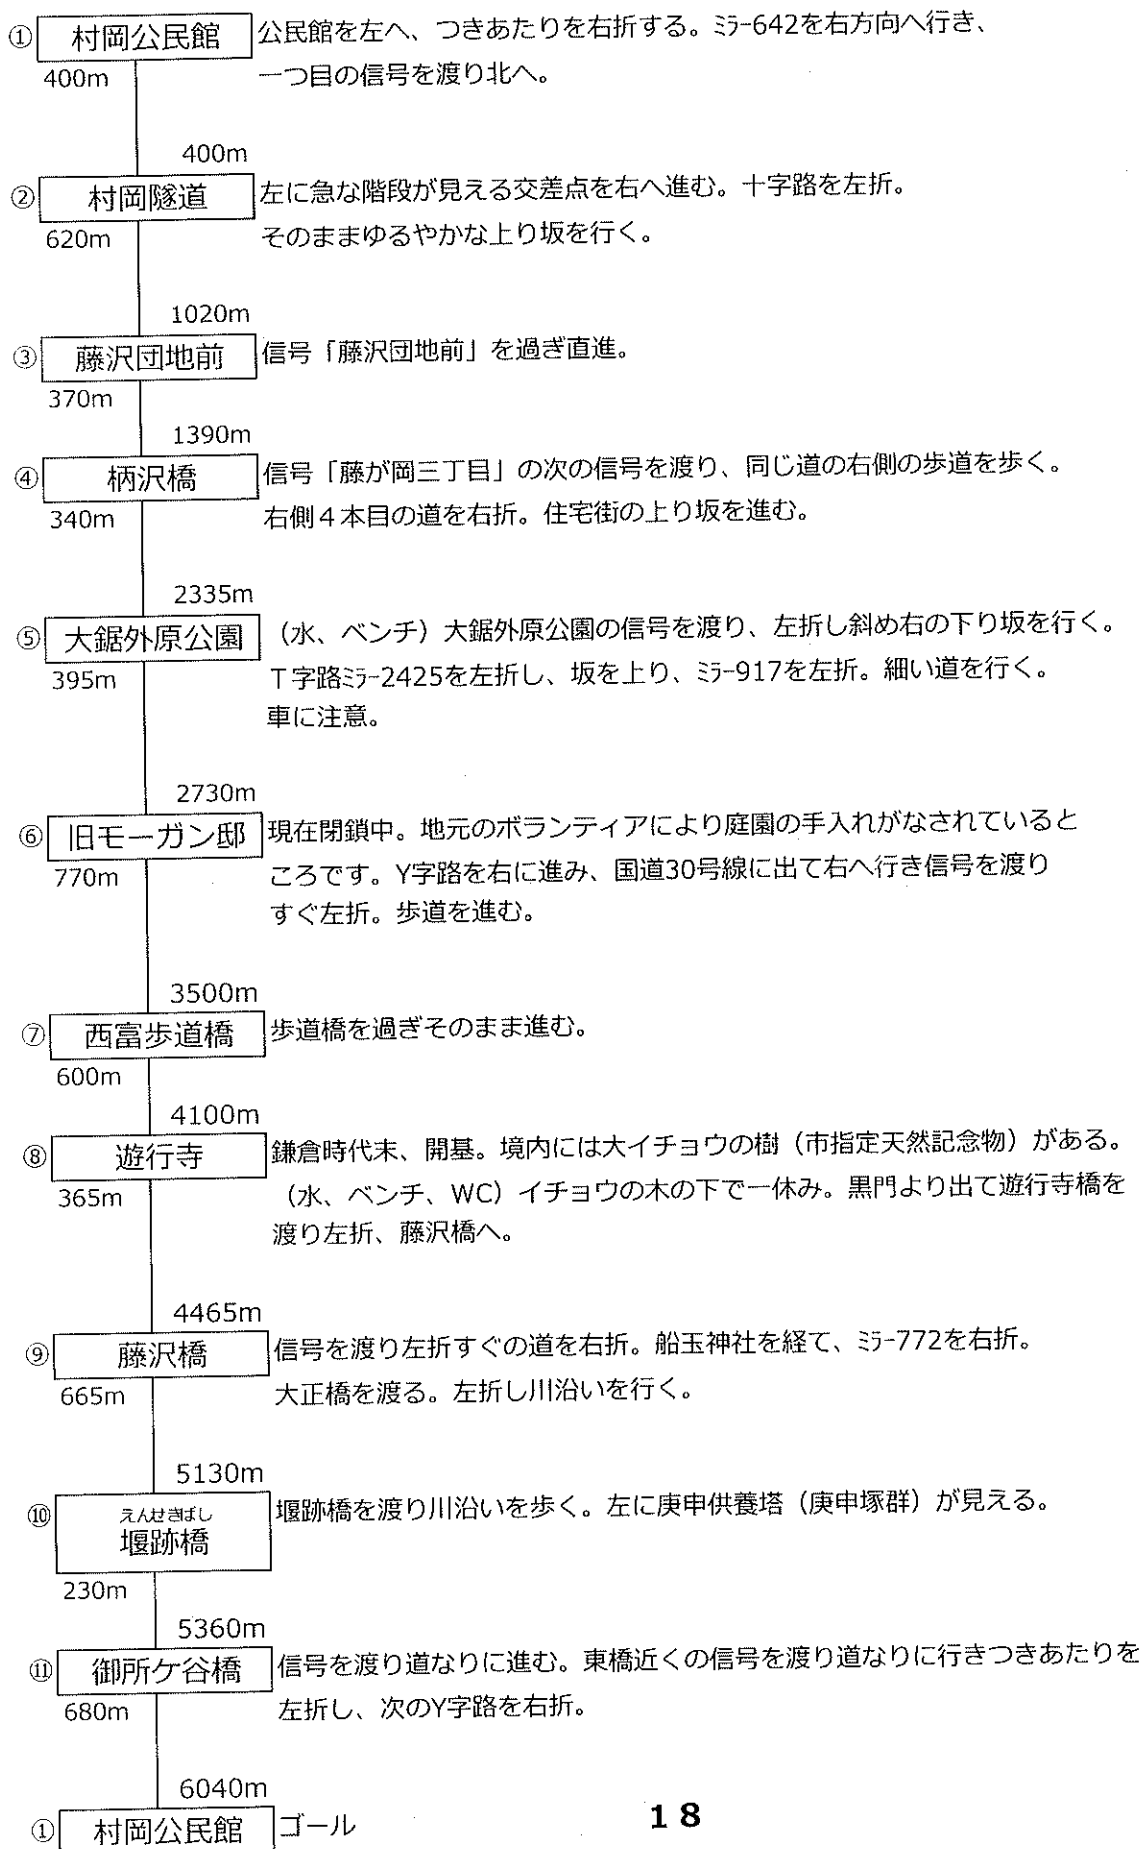 ① 村岡公民館 公民館を左へ、つきあたりを右折する。ﾐﾗｰ642を右方向へ行き、
400m 一つ目の信号を渡り北へ。
400m
② 村岡隧道 左に急な階段が見える交差点を右へ進む。十字路を左折。
620m そのままゆるやかな上り坂を行く。
1020m
③ 藤沢団地前 信号「藤沢団地前」を過ぎ直進。
370m
1390m
④ 柄沢橋 信号「藤が岡三丁目」の次の信号を渡り、同じ道の右側の歩道を歩く。
340m 右側４本目の道を右折。住宅街の上り坂を進む。
2335m
⑤ 大鋸外原公園 （水、ベンチ）大鋸外原公園の信号を渡り、左折し斜め右の下り坂を行く。
395m Ｔ字路ﾐﾗｰ2425を左折し、坂を上り、ﾐﾗｰ917を左折。細い道を行く。
車に注意。
2730m
⑥ 旧モーガン邸 現在閉鎖中。地元のボランティアにより庭園の手入れがなされていると
770m ころです。Y字路を右に進み、国道30号線に出て右へ行き信号を渡り
すぐ左折。歩道を進む。
3500m
⑦ 西富歩道橋 歩道橋を過ぎそのまま進む。
600m
4100m
⑧ 遊行寺 鎌倉時代末、開基。境内には大イチョウの樹（市指定天然記念物）がある。
365m （水、ベンチ、WC）イチョウの木の下で一休み。黒門より出て遊行寺橋を
渡り左折、藤沢橋へ。
4465m
⑨ 藤沢橋 信号を渡り左折すぐの道を右折。船玉神社を経て、ﾐﾗｰ772を右折。
665m 大正橋を渡る。左折し川沿いを行く。
5130m
えんせきばし
⑩ 堰跡橋 堰跡橋を渡り川沿いを歩く。左に庚申供養塔（庚申塚群）が見える。
230m
5360m
⑪ 御所ケ谷橋 信号を渡り道なりに進む。東橋近くの信号を渡り道なりに行きつきあたりを
680m 左折し、次のY字路を右折。
6040m
① 村岡公民館 ゴール
１８